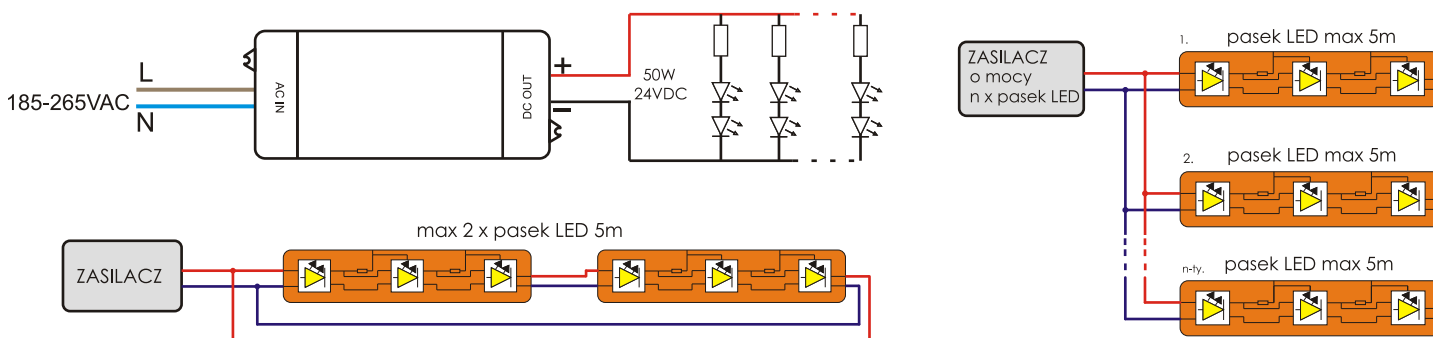 L
185-265VAC
N
AC IN
DC OUT
+
−
50W
24VDC
max 2 x pasek LED 5m
ZASILACZ
ZASILACZ
o mocy
n x pasek LED
1. pasek LED max 5m
2. pasek LED max 5m
n-ty. pasek LED max 5m